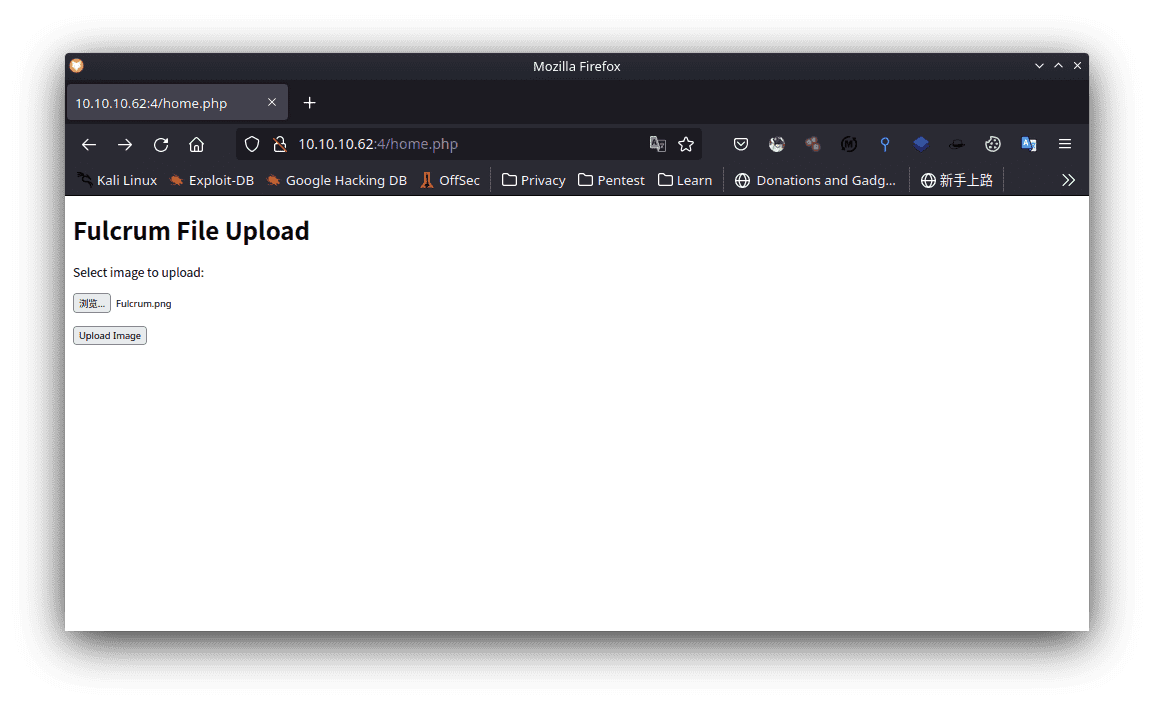 Mozilla Firefox
10.10.10.62:4/home.php
10.10.10.62:4/home.php
Kali Linux Exploit-DB Google Hacking DB OffSec Privacy Pentest Learn Donations and Gadg... 新手上路
Fulcrum File Upload
Select image to upload:
浏览... Fulcrum.png
Upload Image